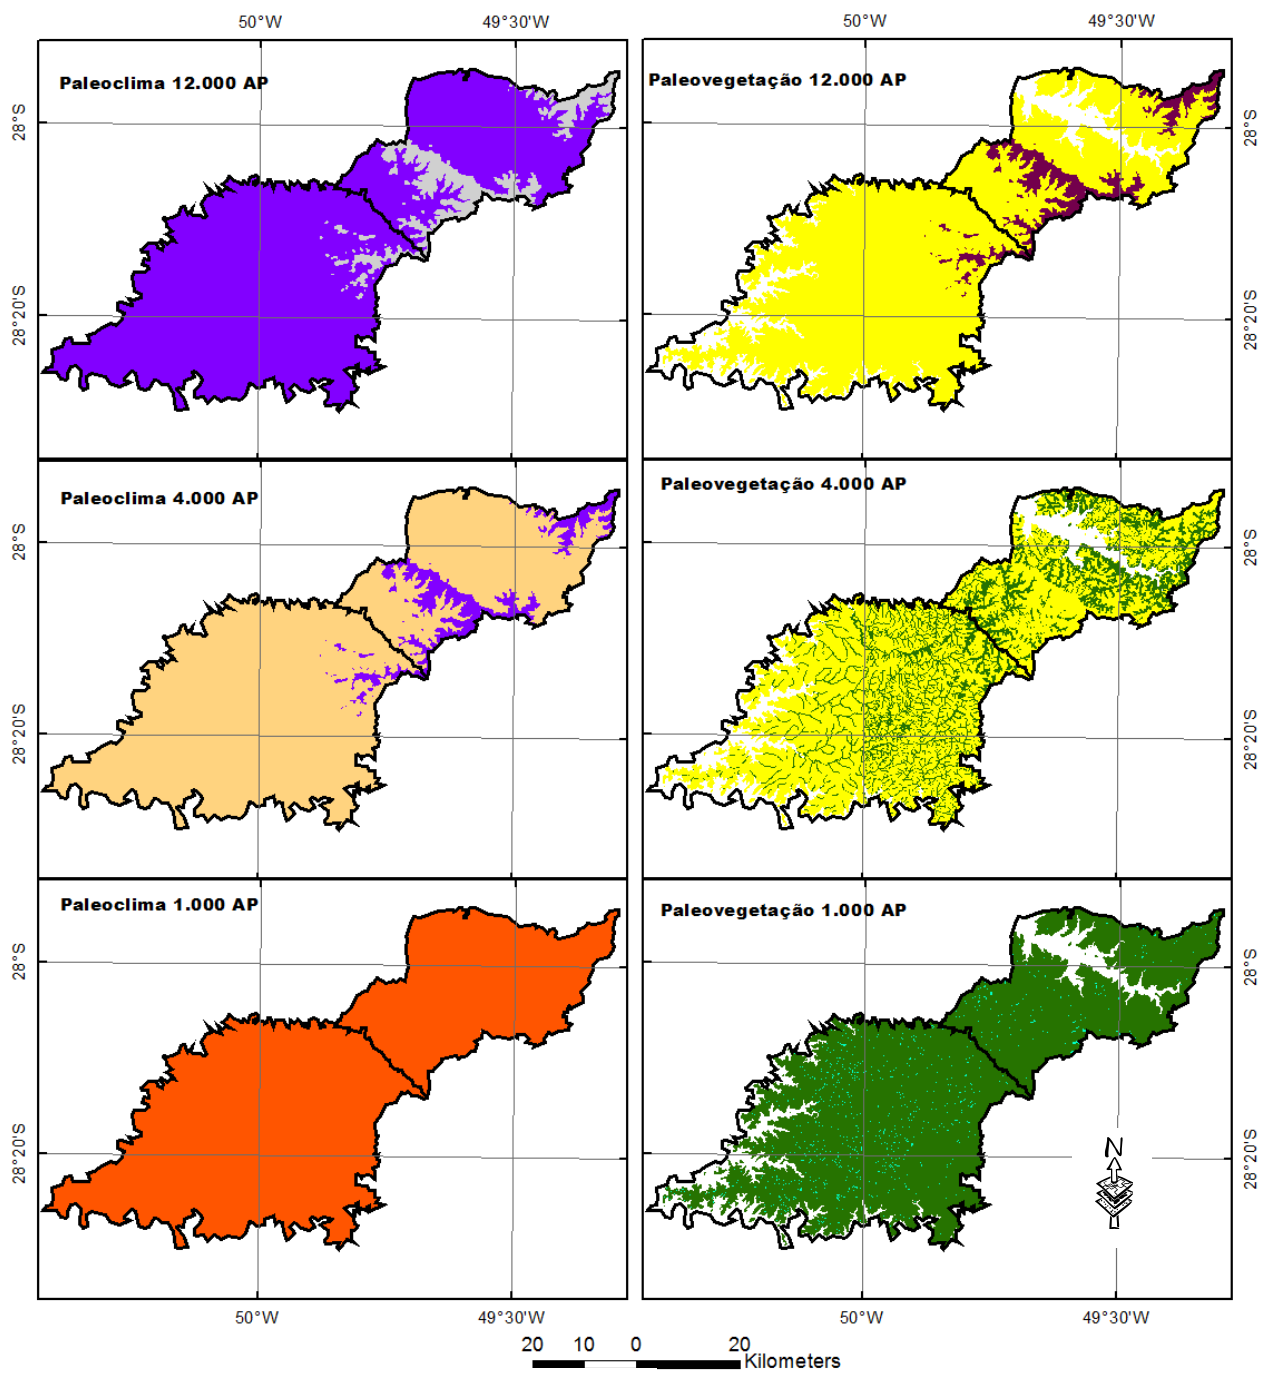 50°W 49°30'W 50°W 49°30'W
Paleoclima 12.000 AP
Paleovegetação 12.000 AP
28°S
28°S
28°20'S
28°20'S
Paleoclima 4.000 AP
Paleovegetação 4.000 AP
28°S
28°S
28°20'S
28°20'S
Paleoclima 1.000 AP
Paleovegetação 1.000 AP
28°S
28°S
28°20'S
28°20'S
N
50°W 49°30'W 50°W 49°30'W
20 10 0 20
Kilometers